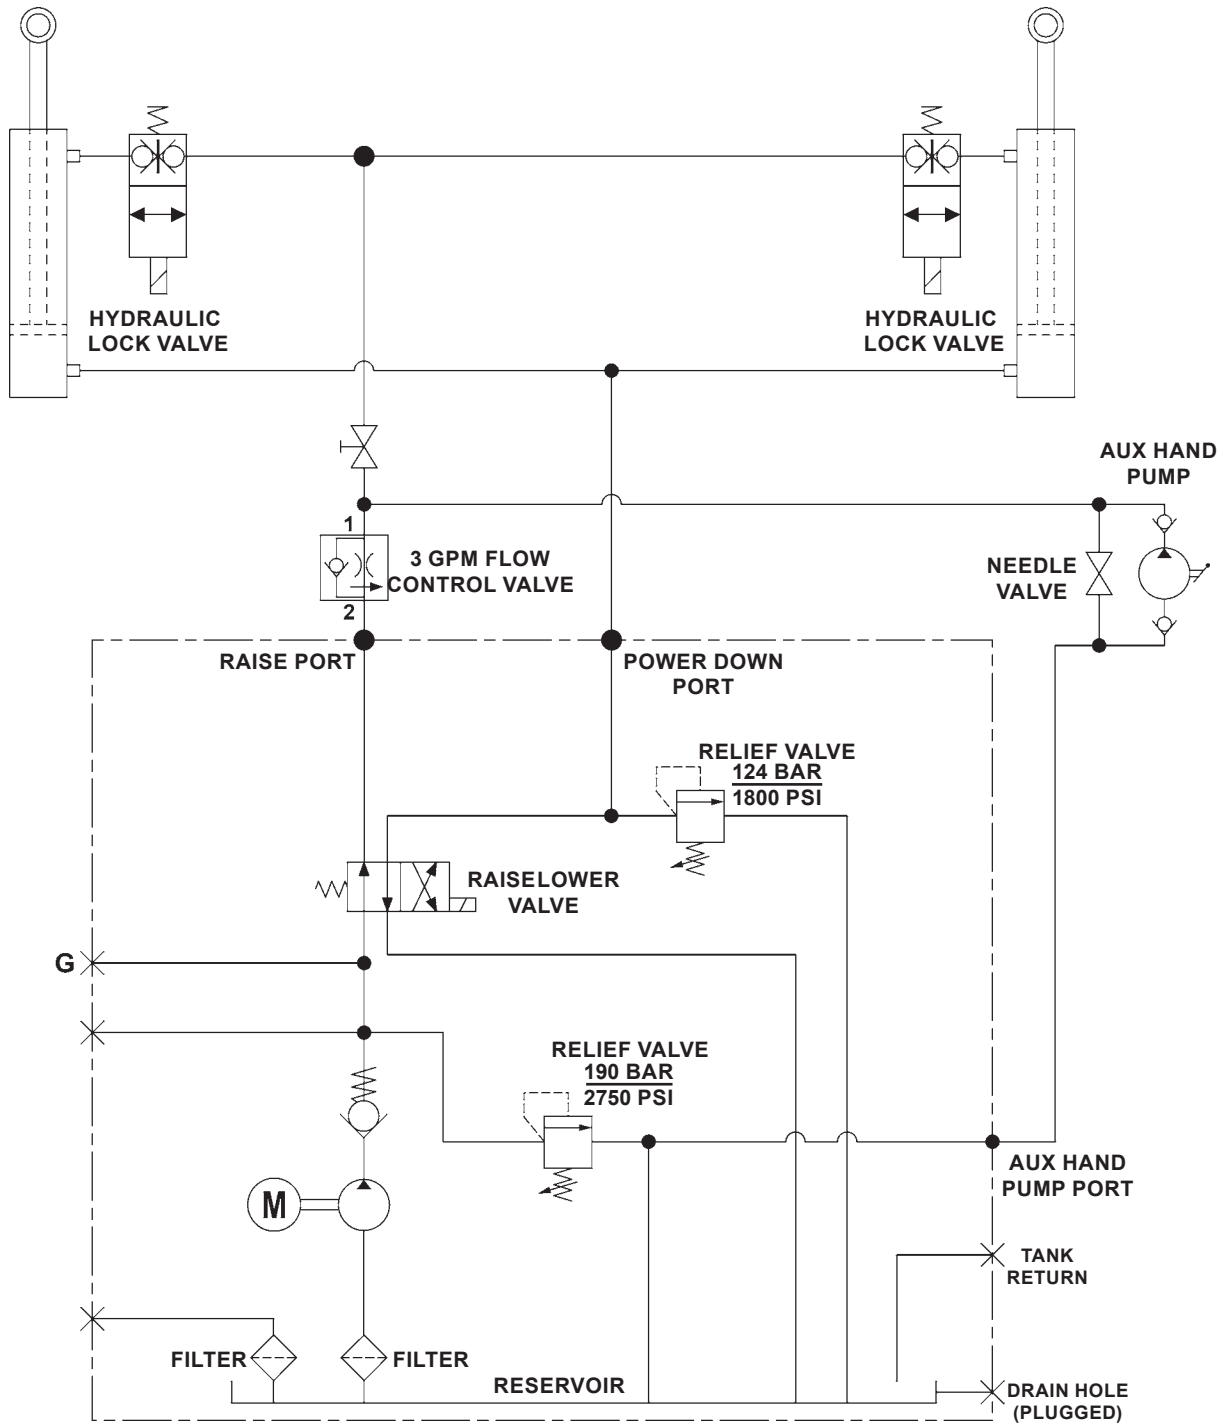 HYDRAULIC
LOCK VALVE
HYDRAULIC
LOCK VALVE
AUX HAND
PUMP
1
3 GPM FLOW
CONTROL VALVE
2
NEEDLE
VALVE
RAISE PORT
POWER DOWN
PORT
RELIEF VALVE
124 BAR
1800 PSI
RAISELOWER
VALVE
G
RELIEF VALVE
190 BAR
2750 PSI
AUX HAND
PUMP PORT
M
TANK
RETURN
FILTER
FILTER
RESERVOIR
DRAIN HOLE
(PLUGGED)